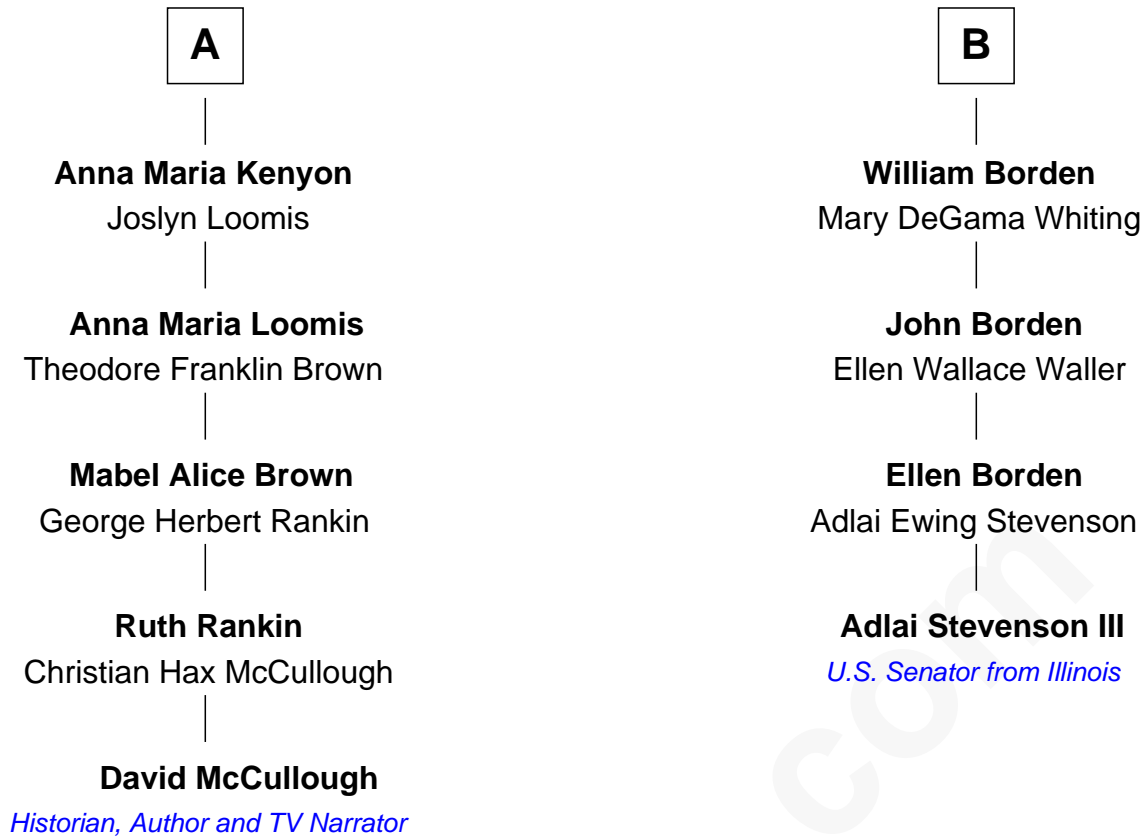 A
Anna Maria Kenyon
Joslyn Loomis
Anna Maria Loomis
Theodore Franklin Brown
Mabel Alice Brown
George Herbert Rankin
Ruth Rankin
Christian Hax McCullough
David McCullough
Historian, Author and TV Narrator
B
William Borden
Mary DeGama Whiting
John Borden
Ellen Wallace Waller
Ellen Borden
Adlai Ewing Stevenson
Adlai Stevenson III
U.S. Senator from Illinois
com